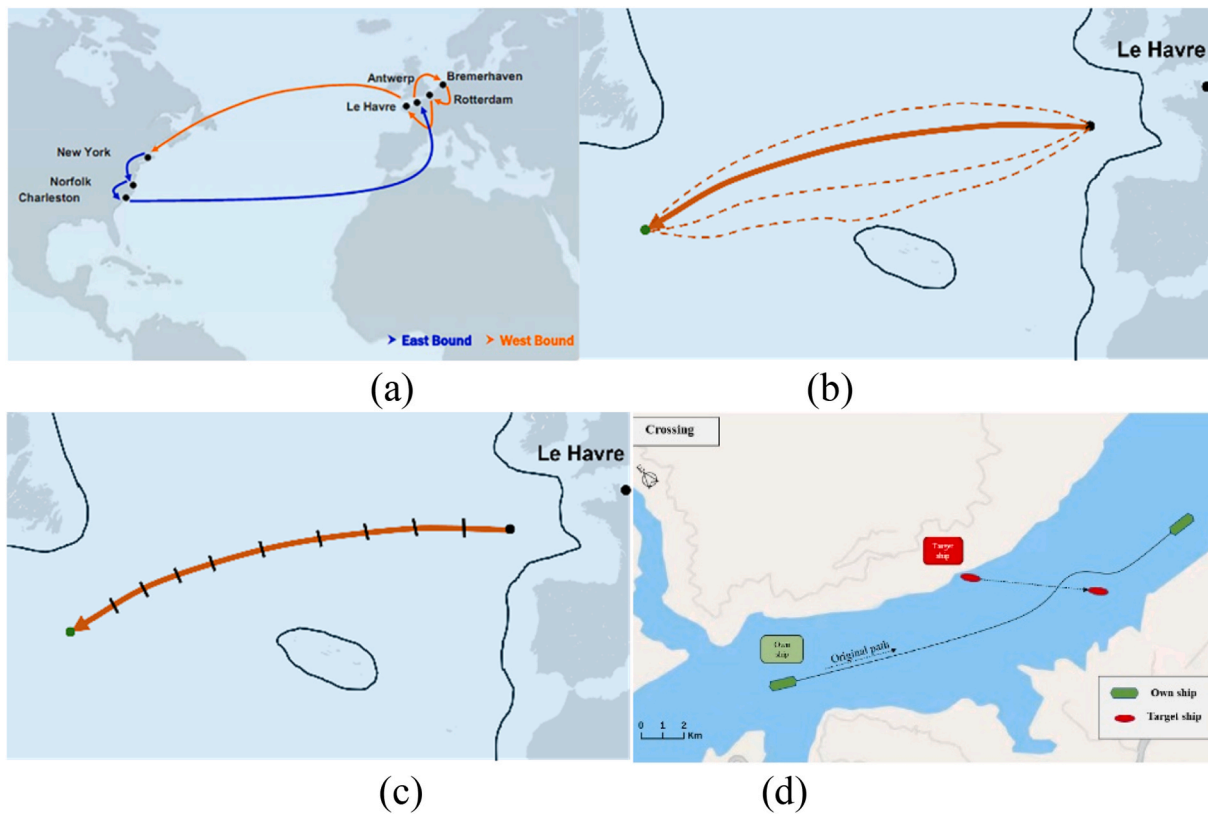 Antwerp
Bremerhaven
Le Havre
Rotterdam
New York
Norfolk
Charleston
East Bound
West Bound
(a)
Le Havre
(b)
Le Havre
(c)
Crossing
Target
ship
Own
ship
Original path
0 1 2
Km
Own ship
Target ship
(d)